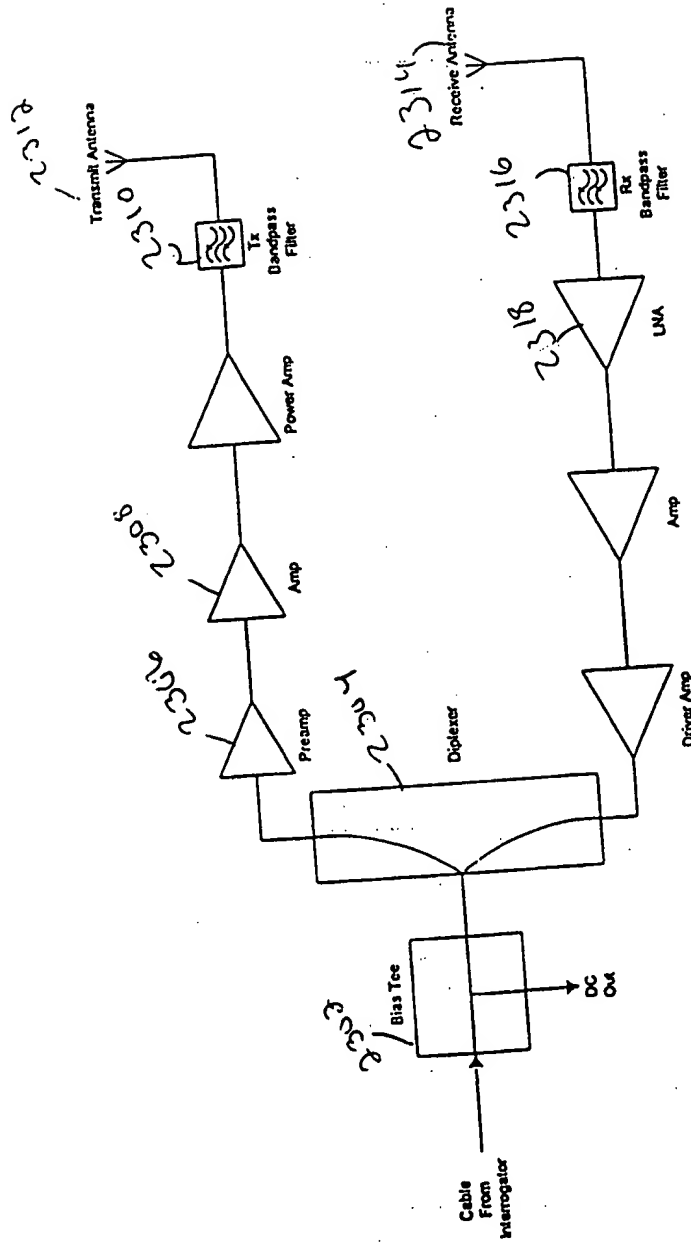 2312
Transmit Antenna
2310
Tx
Bandpass
Filter
Power Amp
2308
Amp
2306
Preamp
2304
Diplexer
2303
Bias Tee
DC
Out
Cable
From
Interrogator
2314
Receive Antenna
2316
Rx
Bandpass
Filter
2318
LNA
Amp
Driver Amp